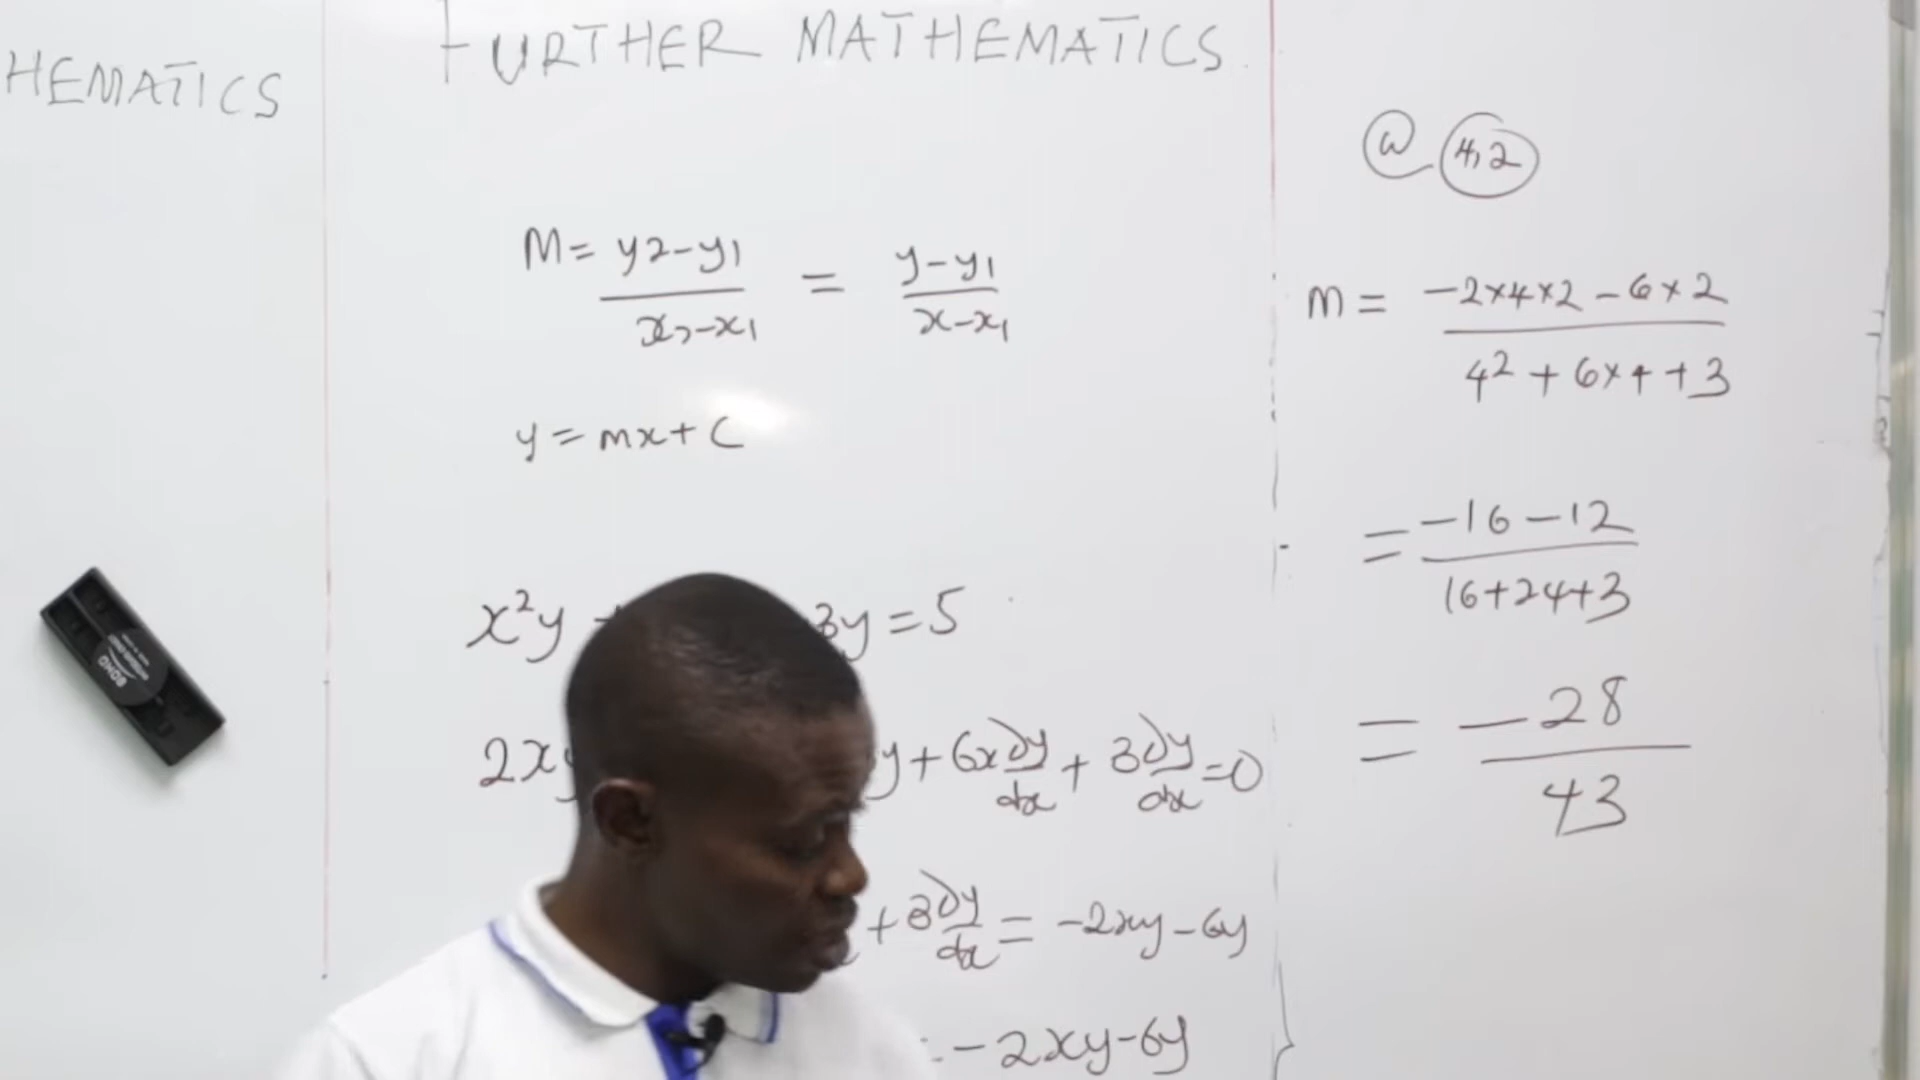 HEMATICS
FURTHER MATHEMATICS
M = y2-y1 / x2-x1 = y-y1 / x-x1
y = mx + c
x²y + 3y = 5
2xy y + 6x dy/dx + 3 dy/dx = 0
+ 3 dy/dx = -2xy - 6y
= -2xy - 6y
@ 4,2
m = -2×4×2 - 6×2 / 4² + 6×4 + 3
= -16 - 12 / 16+24+3
= -28 / 43